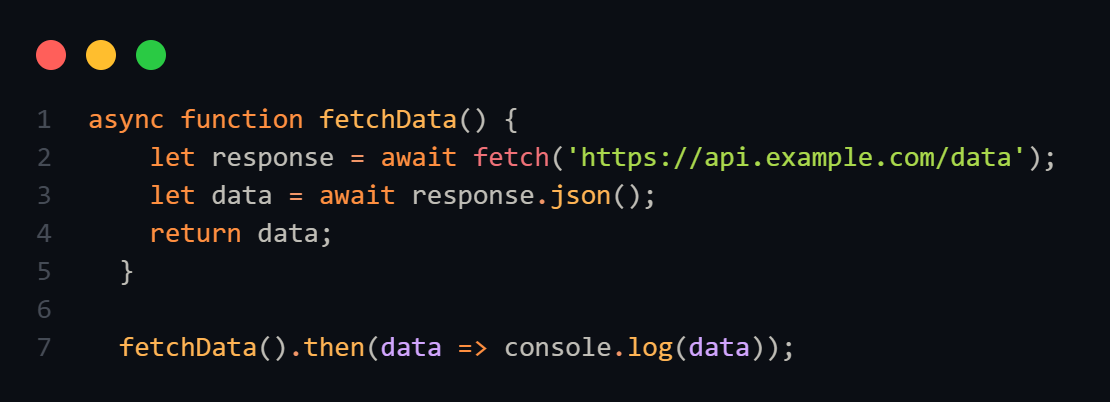 1 async function fetchData() {
2     let response = await fetch('https://api.example.com/data');
3     let data = await response.json();
4     return data;
5   }
6
7   fetchData().then(data => console.log(data));